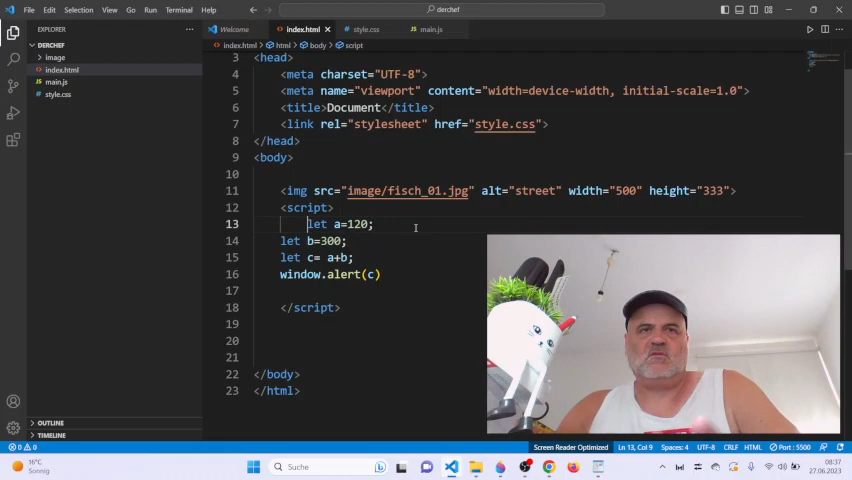 File Edit Selection View Go Run Terminal Help
derchef
EXPLORER
DERCHEF
image
index.html
main.js
style.css
Welcome
index.html
style.css
main.js
index.html > html > body > script
3 <head>
4 <meta charset="UTF-8">
5 <meta name="viewport" content="width=device-width, initial-scale=1.0">
6 <title>Document</title>
7 <link rel="stylesheet" href="style.css">
8 </head>
9 <body>
10
11 <img src="image/fisch_01.jpg" alt="street" width="500" height="333">
12 <script>
13 let a=120;
14 let b=300;
15 let c= a+b;
16 window.alert(c)
17
18 </script>
19
20
21
22 </body>
23 </html>
OUTLINE
TIMELINE
0 0
Screen Reader Optimized Ln 13, Col 9 Spaces: 4 UTF-8 CRLF HTML Port : 5500
16°C
Sonnig
Suche
08:37
27.06.2023